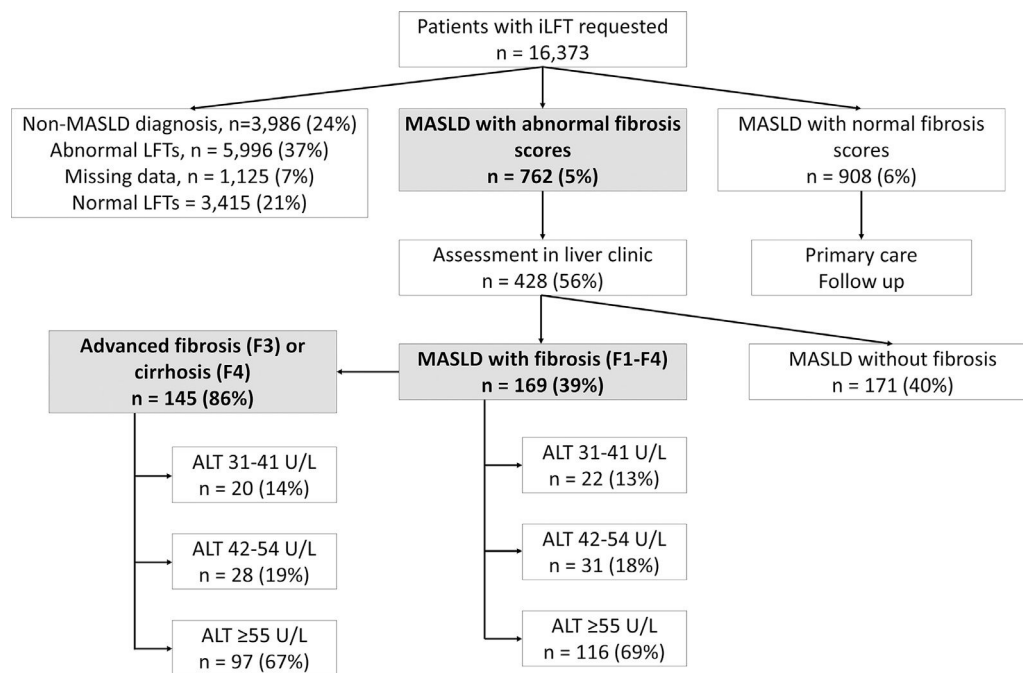 Patients with iLFT requested
n = 16,373
Non-MASLD diagnosis, n=3,986 (24%)
Abnormal LFTs, n = 5,996 (37%)
Missing data, n = 1,125 (7%)
Normal LFTs = 3,415 (21%)
MASLD with abnormal fibrosis
scores
n = 762 (5%)
MASLD with normal fibrosis
scores
n = 908 (6%)
Assessment in liver clinic
n = 428 (56%)
Primary care
Follow up
Advanced fibrosis (F3) or
cirrhosis (F4)
n = 145 (86%)
MASLD with fibrosis (F1-F4)
n = 169 (39%)
MASLD without fibrosis
n = 171 (40%)
ALT 31-41 U/L
n = 20 (14%)
ALT 42-54 U/L
n = 28 (19%)
ALT ≥55 U/L
n = 97 (67%)
ALT 31-41 U/L
n = 22 (13%)
ALT 42-54 U/L
n = 31 (18%)
ALT ≥55 U/L
n = 116 (69%)